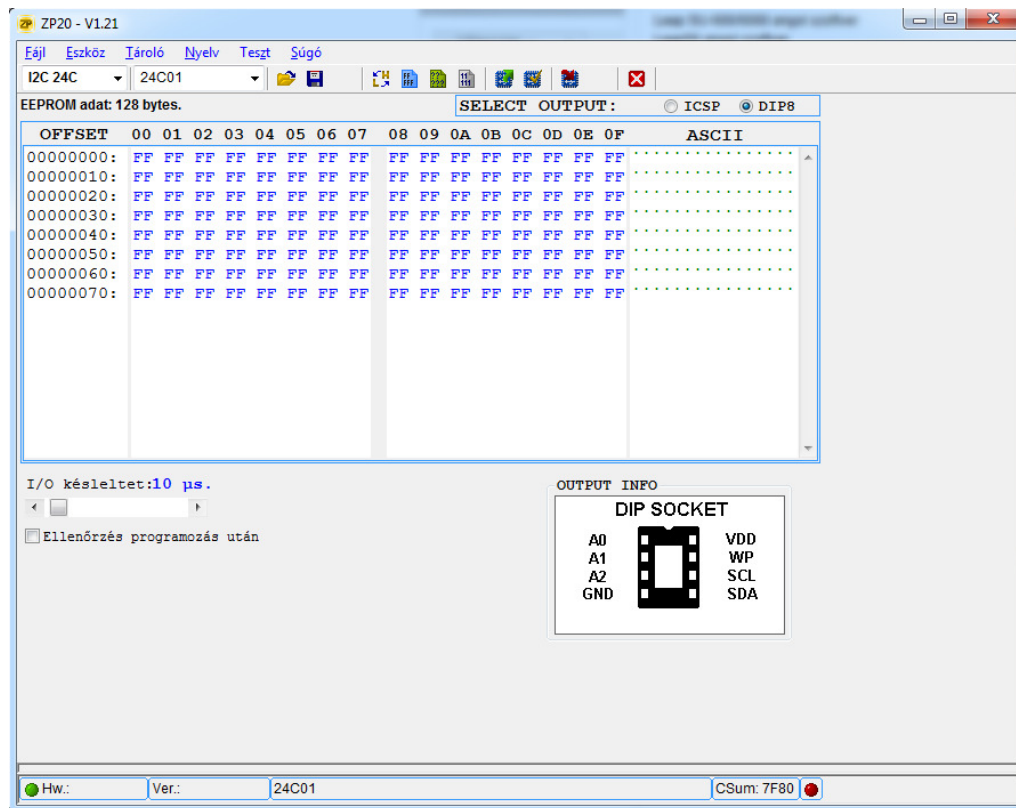 ZP20 - V1.21
Fájl Eszköz Tároló Nyelv Teszt Súgó
I2C 24C 24C01
EEPROM adat: 128 bytes. SELECT OUTPUT: ICSP DIP8
OFFSET 00 01 02 03 04 05 06 07 08 09 0A 0B 0C 0D 0E 0F ASCII
00000000: FF FF FF FF FF FF FF FF FF FF FF FF FF FF FF FF ................
00000010: FF FF FF FF FF FF FF FF FF FF FF FF FF FF FF FF ................
00000020: FF FF FF FF FF FF FF FF FF FF FF FF FF FF FF FF ................
00000030: FF FF FF FF FF FF FF FF FF FF FF FF FF FF FF FF ................
00000040: FF FF FF FF FF FF FF FF FF FF FF FF FF FF FF FF ................
00000050: FF FF FF FF FF FF FF FF FF FF FF FF FF FF FF FF ................
00000060: FF FF FF FF FF FF FF FF FF FF FF FF FF FF FF FF ................
00000070: FF FF FF FF FF FF FF FF FF FF FF FF FF FF FF FF ................
I/O késleltet:10 µs.
Ellenőrzés programozás után
OUTPUT INFO
DIP SOCKET
A0 VDD
A1 WP
A2 SCL
GND SDA
Hw.: Ver.: 24C01 CSum: 7F80